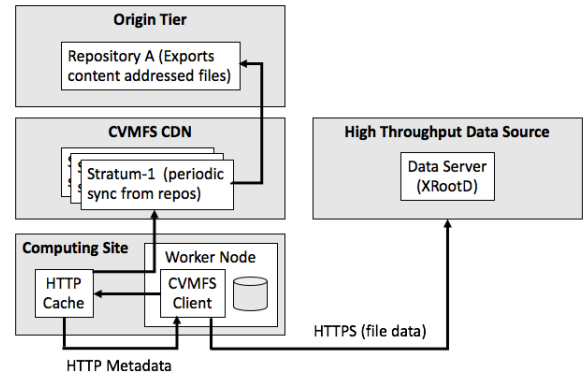 Origin Tier
Repository A (Exports
content addressed files)
CVMFS CDN
S
S
S
S
Stratum-1 (periodic
sync from repos)
High Throughput Data Source
Data Server
(XRootD)
Computing Site
Worker Node
HTTP
Cache
CVMFS
Client
HTTPS (file data)
HTTP Metadata